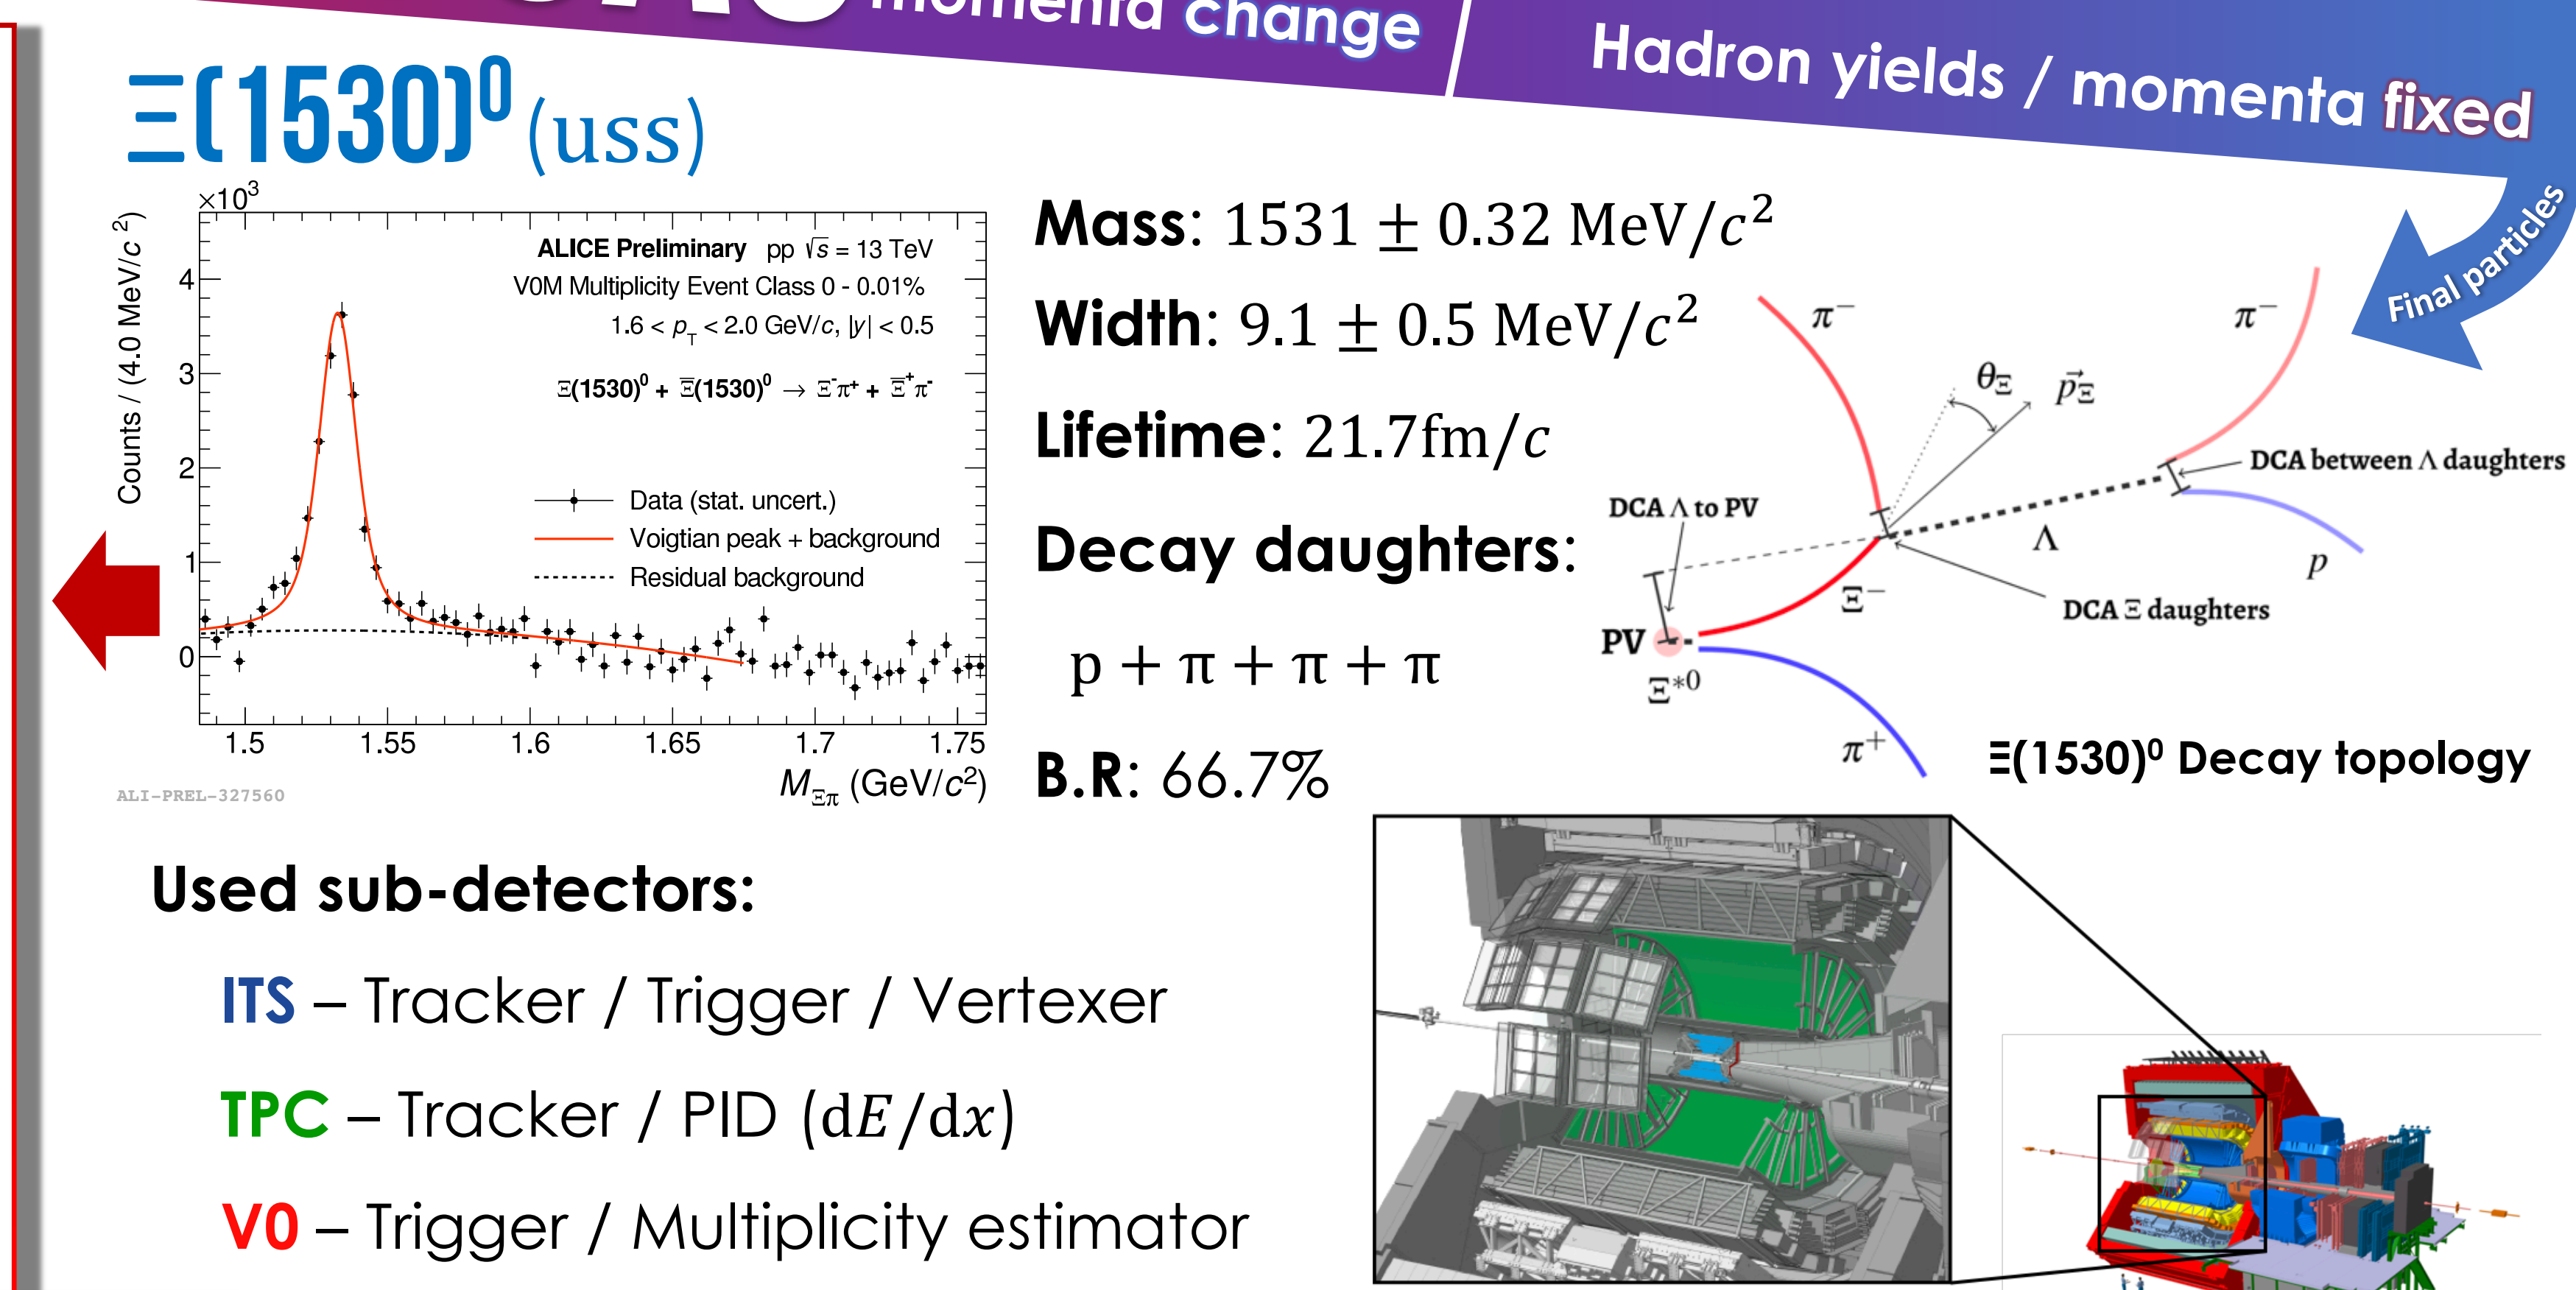 momenta change
Hadron yields / momenta fixed
Final particles
Ξ(1530)⁰ (uss)
×10³
Counts / (4.0 MeV/c ²)
4
3
2
1
0
1.5 1.55 1.6 1.65 1.7 1.75
M_Ξπ (GeV/c²)
ALICE Preliminary pp √s = 13 TeV
V0M Multiplicity Event Class 0 - 0.01%
1.6 < p_T < 2.0 GeV/c, |y| < 0.5
Ξ(1530)⁰ + Ξ̅(1530)⁰ → Ξ⁻π⁺ + Ξ̅⁺π⁻
Data (stat. uncert.)
Voigtian peak + background
Residual background
ALI-PREL-327560
Mass: 1531 ± 0.32 MeV/c²
Width: 9.1 ± 0.5 MeV/c²
Lifetime: 21.7fm/c
Decay daughters:
p + π + π + π
B.R: 66.7%
π⁻
π⁻
θ_Ξ
p⃗_Ξ
DCA between Λ daughters
DCA Λ to PV
Λ
p
Ξ⁻
DCA Ξ daughters
PV
Ξ*⁰
π⁺
Ξ(1530)⁰ Decay topology
Used sub-detectors:
ITS – Tracker / Trigger / Vertexer
TPC – Tracker / PID (dE/dx)
V0 – Trigger / Multiplicity estimator